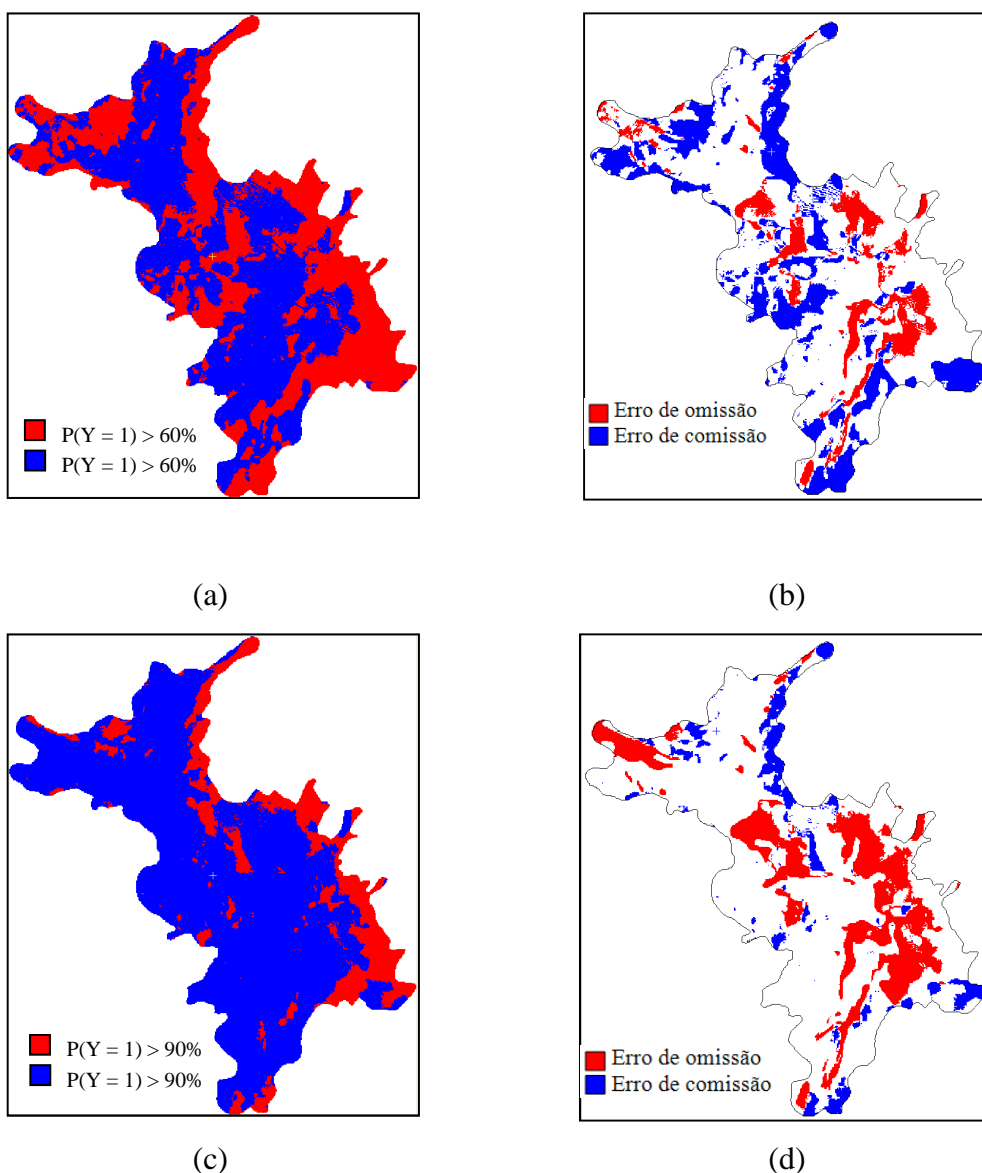 P(Y = 1) > 60%
P(Y = 1) > 60%
Erro de omissão
Erro de comissão
(a)
(b)
P(Y = 1) > 90%
P(Y = 1) > 90%
Erro de omissão
Erro de comissão
(c)
(d)